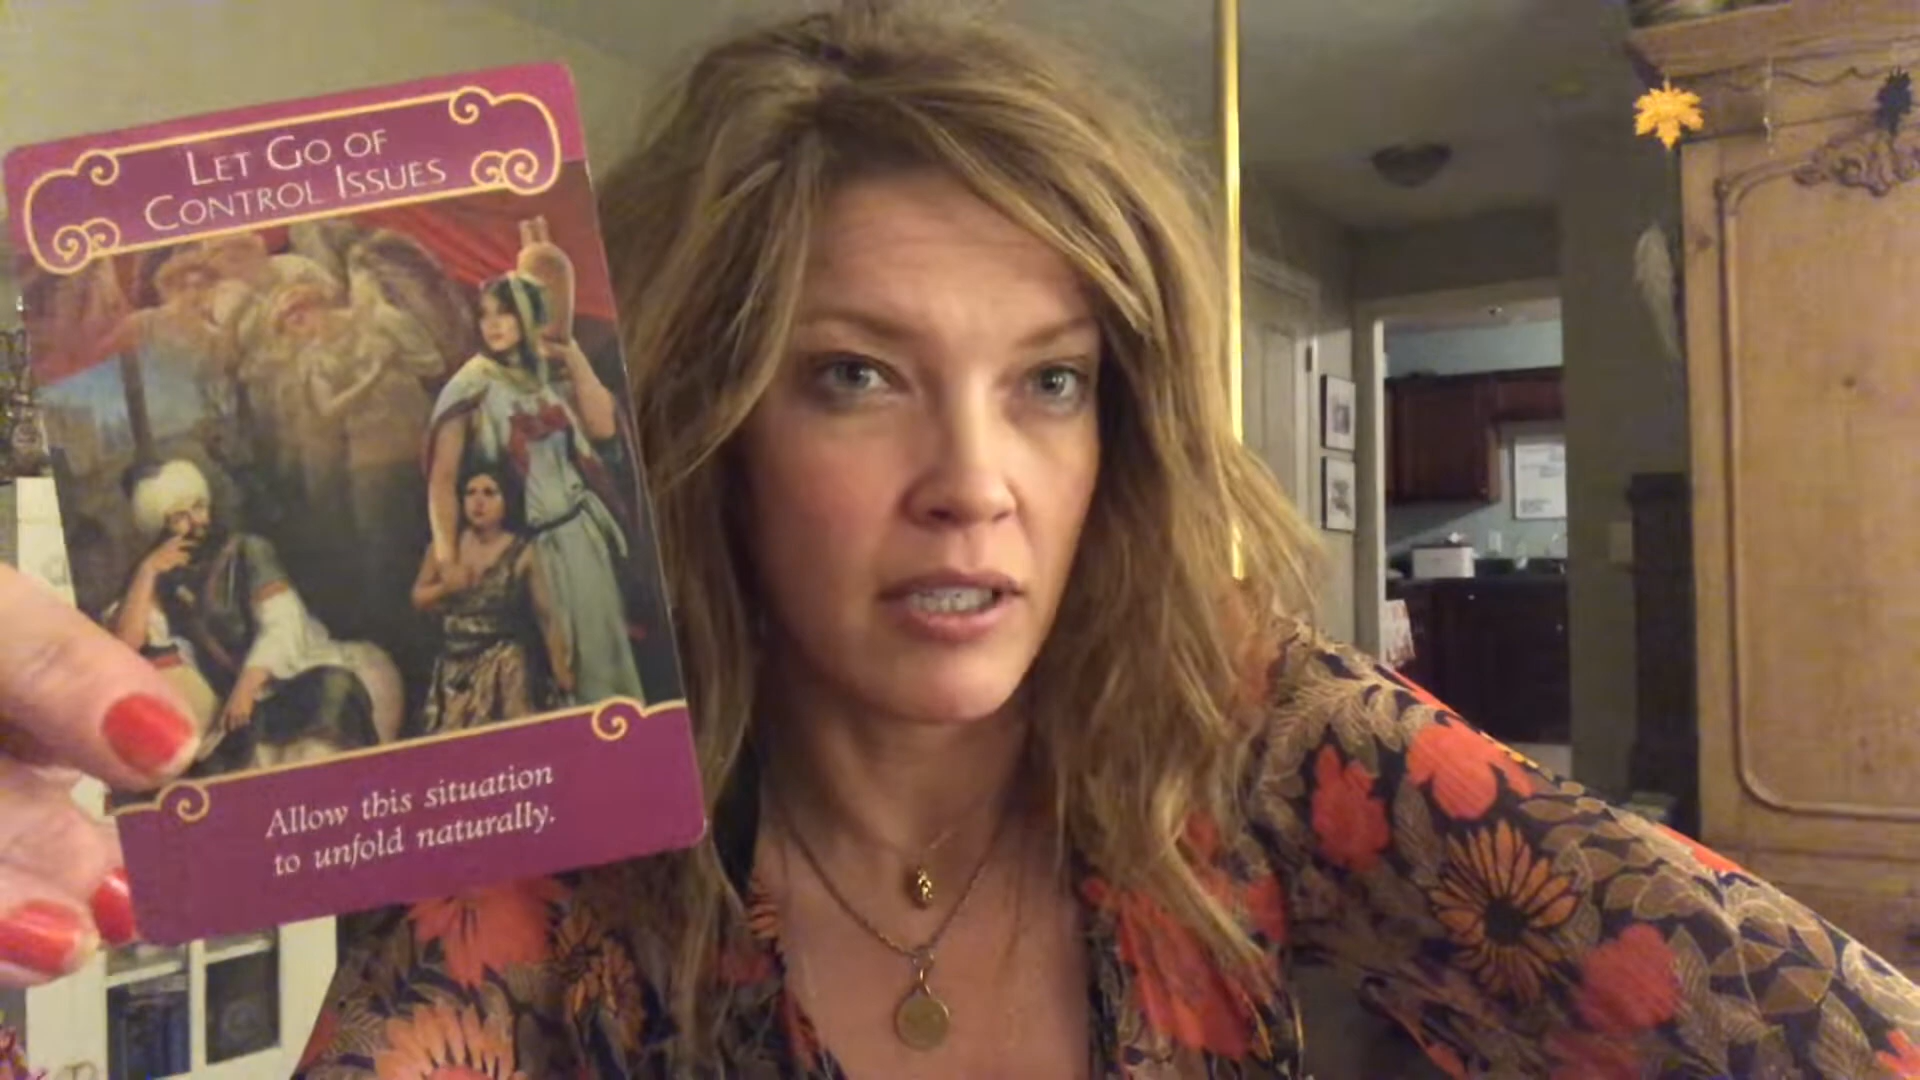 LET GO OF
CONTROL ISSUES
Allow this situation
to unfold naturally.